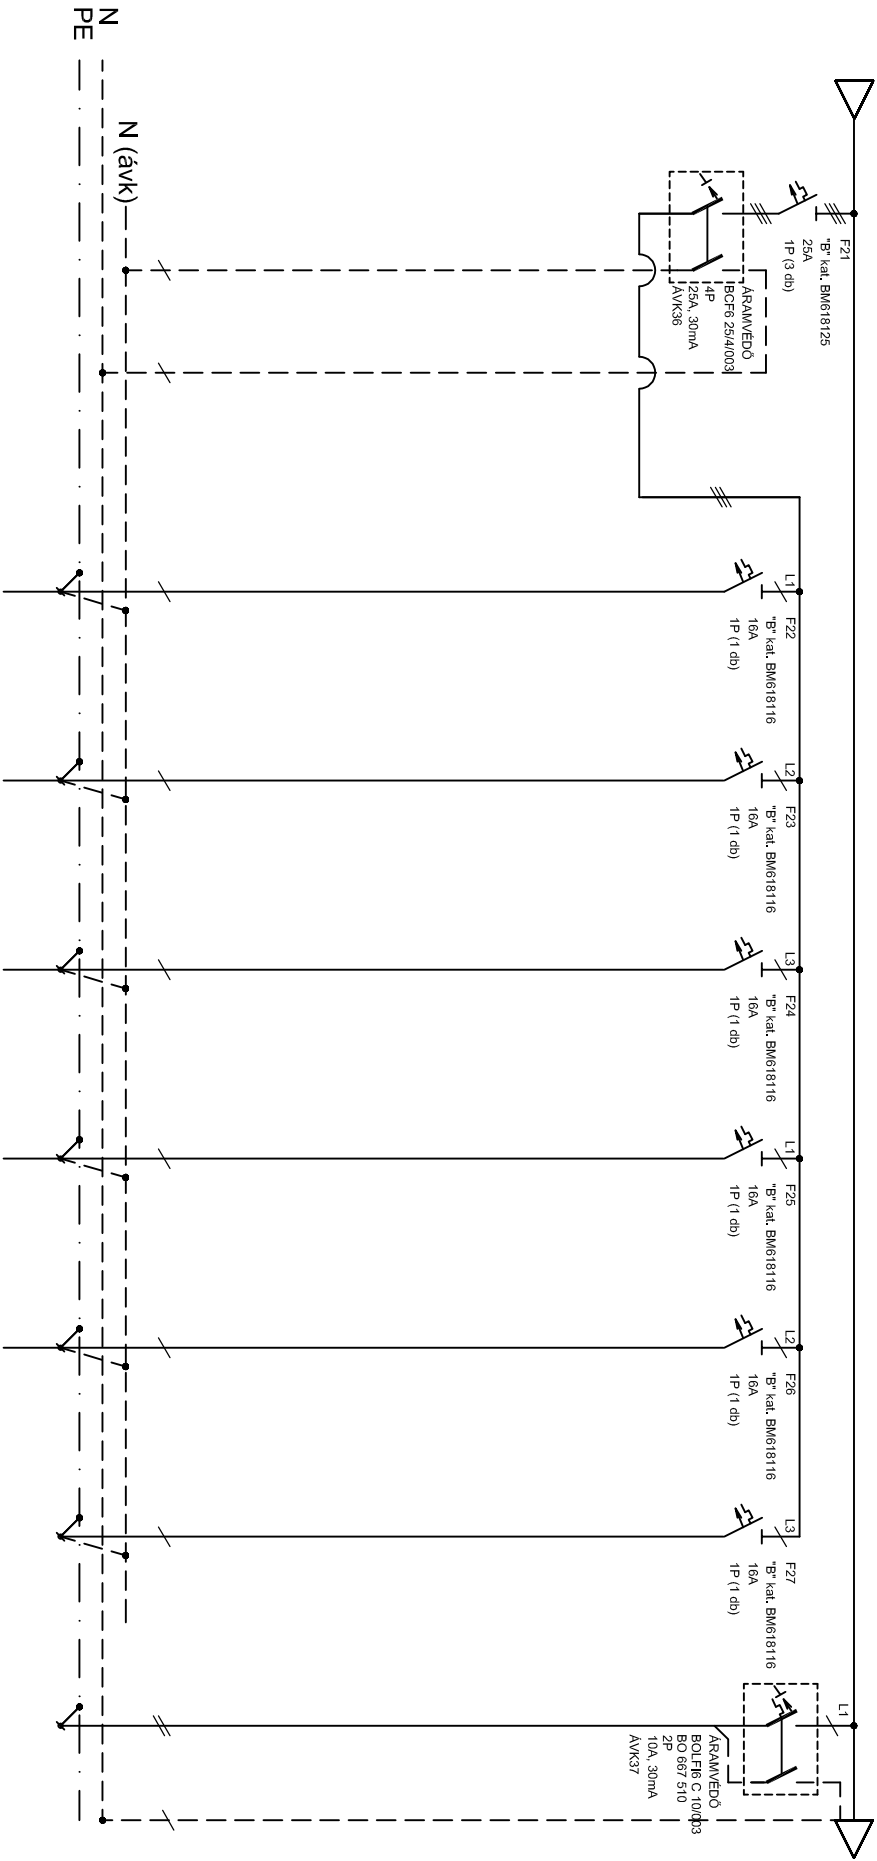 N
PE
N (ávk)
F21
"B" kat. BM618125
25A
1P (3 db)
ÁRAMVÉDŐ
BCF6 25/4/003
4P
25A, 30mA
ÁVK36
L1
F22
"B" kat. BM618116
16A
1P (1 db)
L2
F23
"B" kat. BM618116
16A
1P (1 db)
L3
F24
"B" kat. BM618116
16A
1P (1 db)
L1
F25
"B" kat. BM618116
16A
1P (1 db)
L2
F26
"B" kat. BM618116
16A
1P (1 db)
L3
F27
"B" kat. BM618116
16A
1P (1 db)
L1
ÁRAMVÉDŐ
BOLFI6 C 10/003
BO 667 510
2P
10A, 30mA
ÁVK37